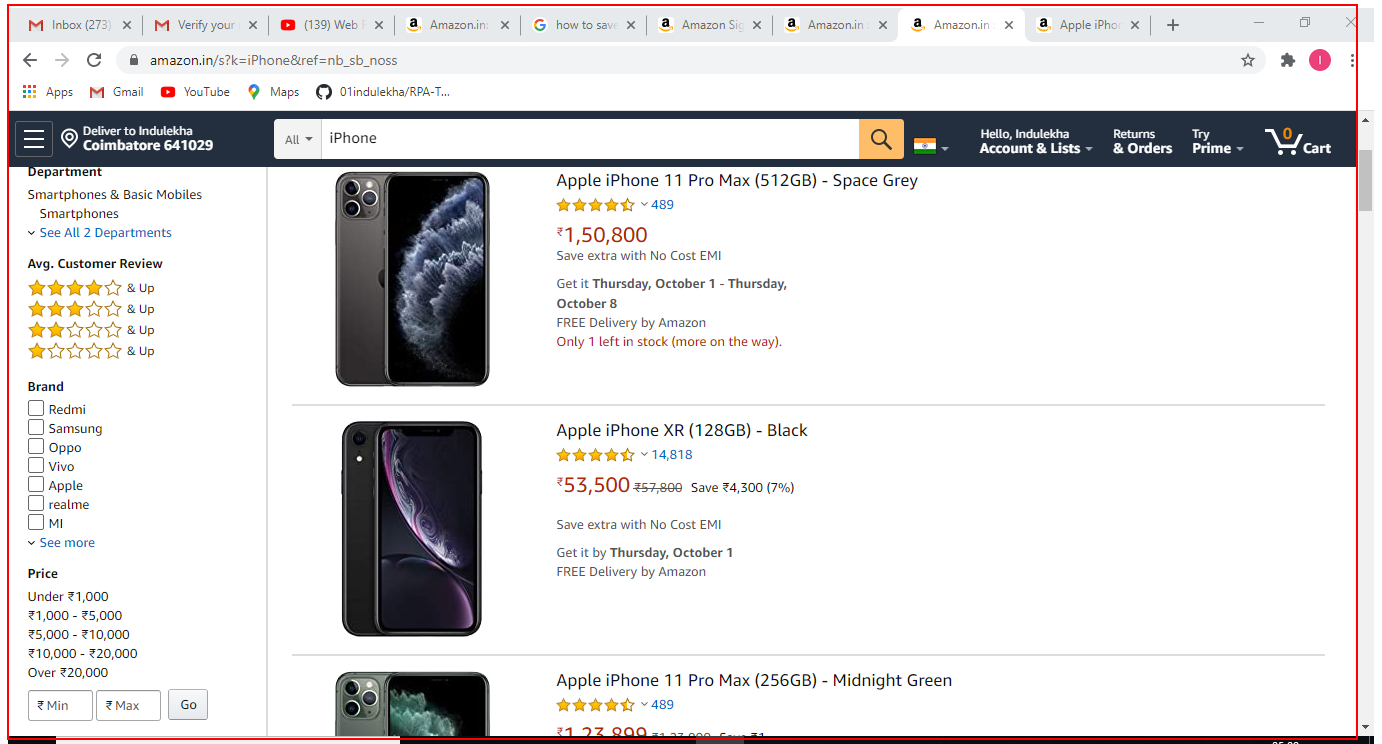 Inbox (273) Verify your (139) Web Amazon.in: how to save Amazon Sig Amazon.in Amazon.in Apple iPho
amazon.in/s?k=iPhone&ref=nb_sb_noss I
Apps Gmail YouTube Maps 01indulekha/RPA-T...
Deliver to Indulekha
Coimbatore 641029
All iPhone
Hello, Indulekha
Account & Lists
Returns
& Orders
Try
Prime
0
Cart
Department
Smartphones & Basic Mobiles
Smartphones
See All 2 Departments
Avg. Customer Review
& Up
& Up
& Up
& Up
Brand
Redmi
Samsung
Oppo
Vivo
Apple
realme
MI
See more
Price
Under ₹1,000
₹1,000 - ₹5,000
₹5,000 - ₹10,000
₹10,000 - ₹20,000
Over ₹20,000
₹ Min ₹ Max Go
Apple iPhone 11 Pro Max (512GB) - Space Grey
489
₹1,50,800
Save extra with No Cost EMI
Get it Thursday, October 1 - Thursday,
October 8
FREE Delivery by Amazon
Only 1 left in stock (more on the way).
Apple iPhone XR (128GB) - Black
14,818
₹53,500 ₹57,800 Save ₹4,300 (7%)
Save extra with No Cost EMI
Get it by Thursday, October 1
FREE Delivery by Amazon
Apple iPhone 11 Pro Max (256GB) - Midnight Green
489
₹1,23,899 Save ₹1